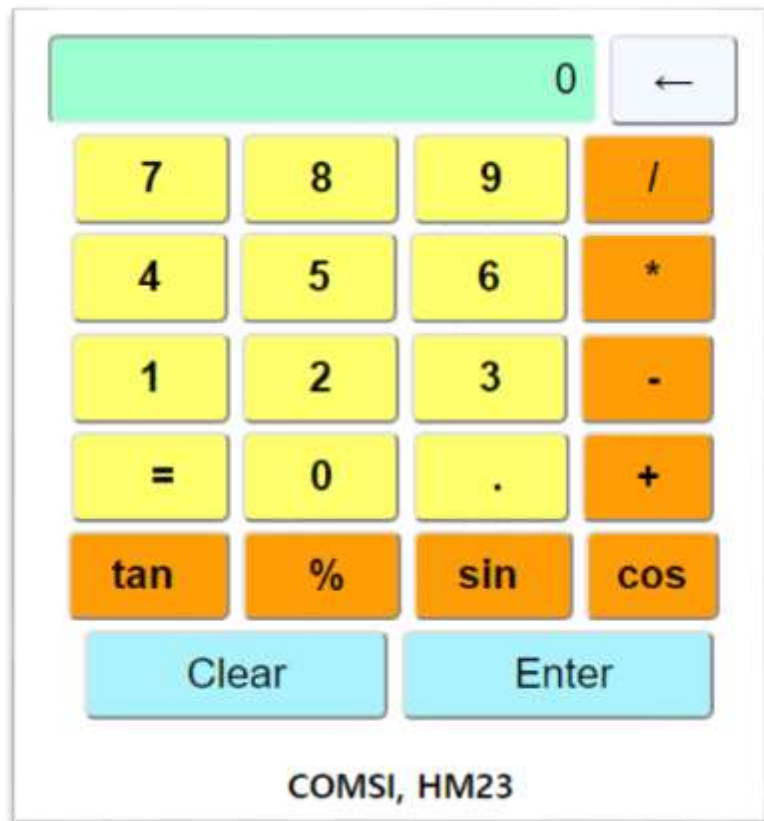 0 ←
7 8 9 /
4 5 6 *
1 2 3 -
= 0 . +
tan % sin cos
Clear Enter
COMSI, HM23